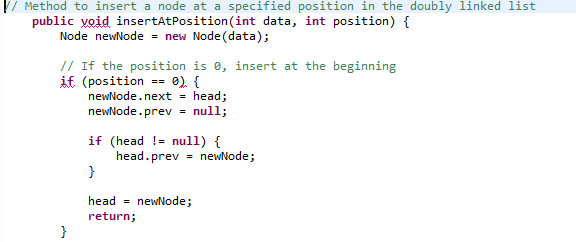 // Method to insert a node at a specified position in the doubly linked list
public void insertAtPosition(int data, int position) {
Node newNode = new Node(data);
// If the position is 0, insert at the beginning
if (position == 0) {
newNode.next = head;
newNode.prev = null;
if (head != null) {
head.prev = newNode;
}
head = newNode;
return;
}